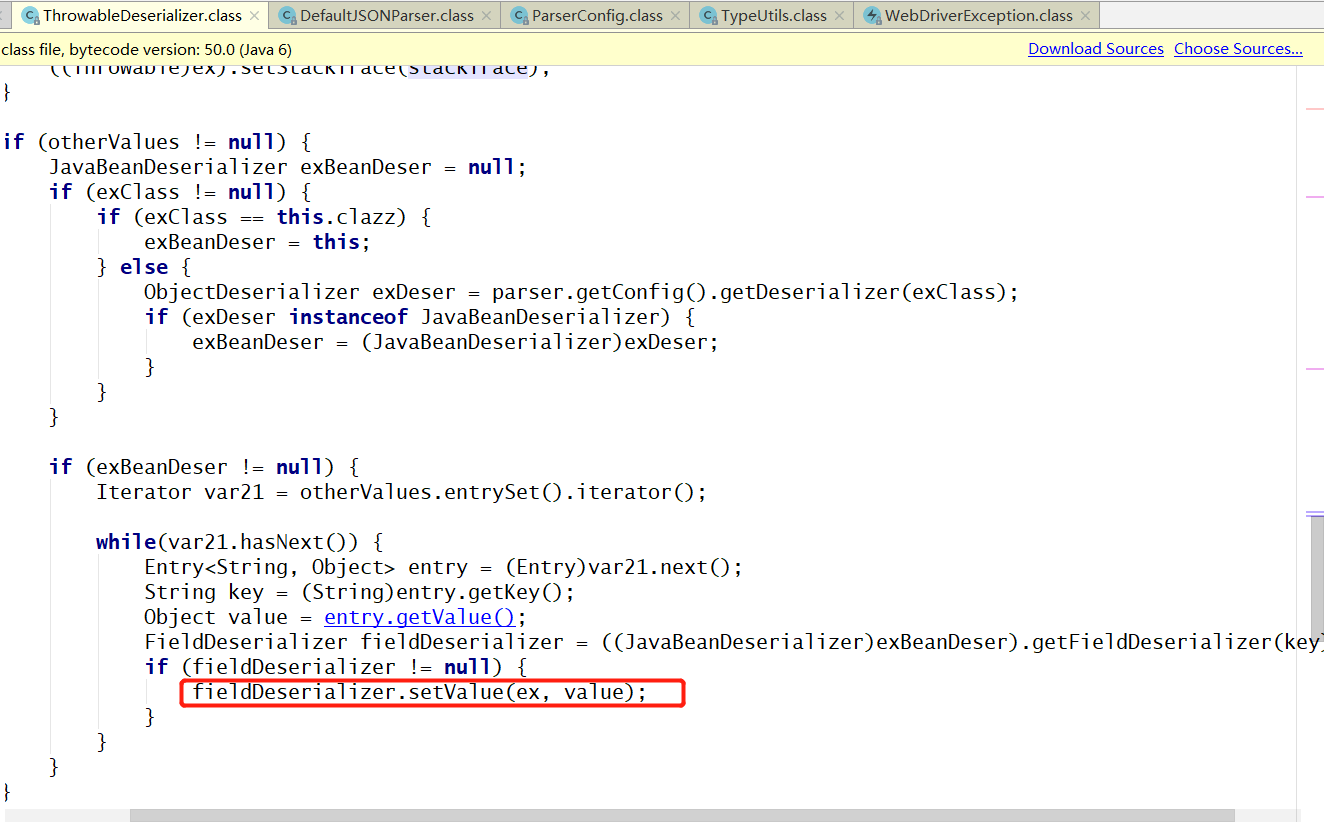 ThrowableDeserializer.class DefaultJSONParser.class ParserConfig.class TypeUtils.class WebDriverException.class
class file, bytecode version: 50.0 (Java 6) Download Sources Choose Sources...
((Throwable)ex).setStackTrace(stackTrace);
}
if (otherValues != null) {
JavaBeanDeserializer exBeanDeser = null;
if (exClass != null) {
if (exClass == this.clazz) {
exBeanDeser = this;
} else {
ObjectDeserializer exDeser = parser.getConfig().getDeserializer(exClass);
if (exDeser instanceof JavaBeanDeserializer) {
exBeanDeser = (JavaBeanDeserializer)exDeser;
}
}
}
if (exBeanDeser != null) {
Iterator var21 = otherValues.entrySet().iterator();
while(var21.hasNext()) {
Entry<String, Object> entry = (Entry)var21.next();
String key = (String)entry.getKey();
Object value = entry.getValue();
FieldDeserializer fieldDeserializer = ((JavaBeanDeserializer)exBeanDeser).getFieldDeserializer(key)
if (fieldDeserializer != null) {
fieldDeserializer.setValue(ex, value);
}
}
}
}